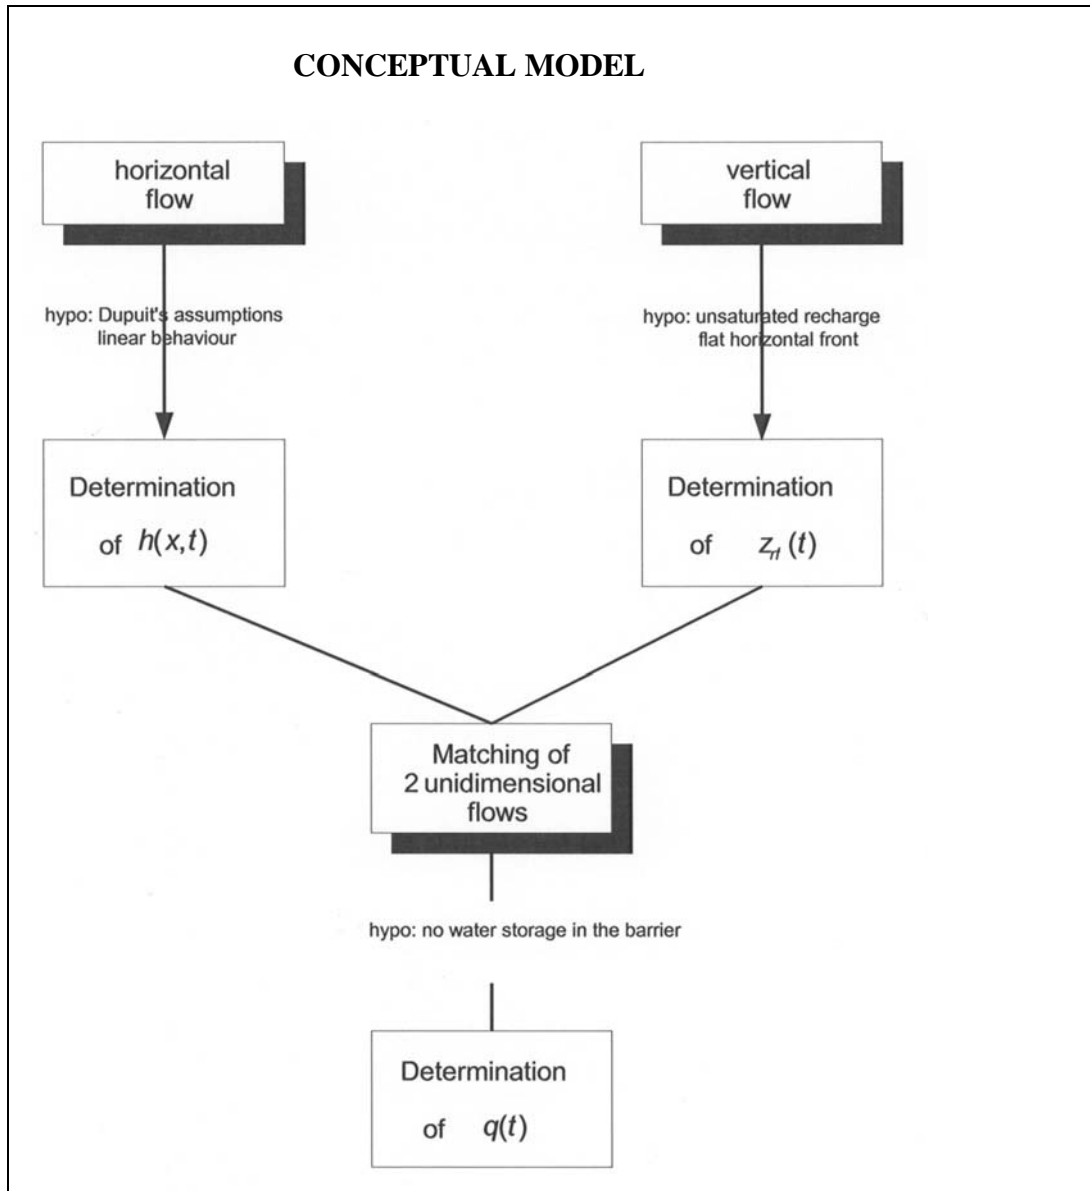 CONCEPTUAL MODEL
horizontal
flow
vertical
flow
hypo: Dupuit's assumptions
linear behaviour
hypo: unsaturated recharge
flat horizontal front
Determination
of h(x,t)
Determination
of z_rf (t)
Matching of
2 unidimensional
flows
hypo: no water storage in the barrier
Determination
of q(t)